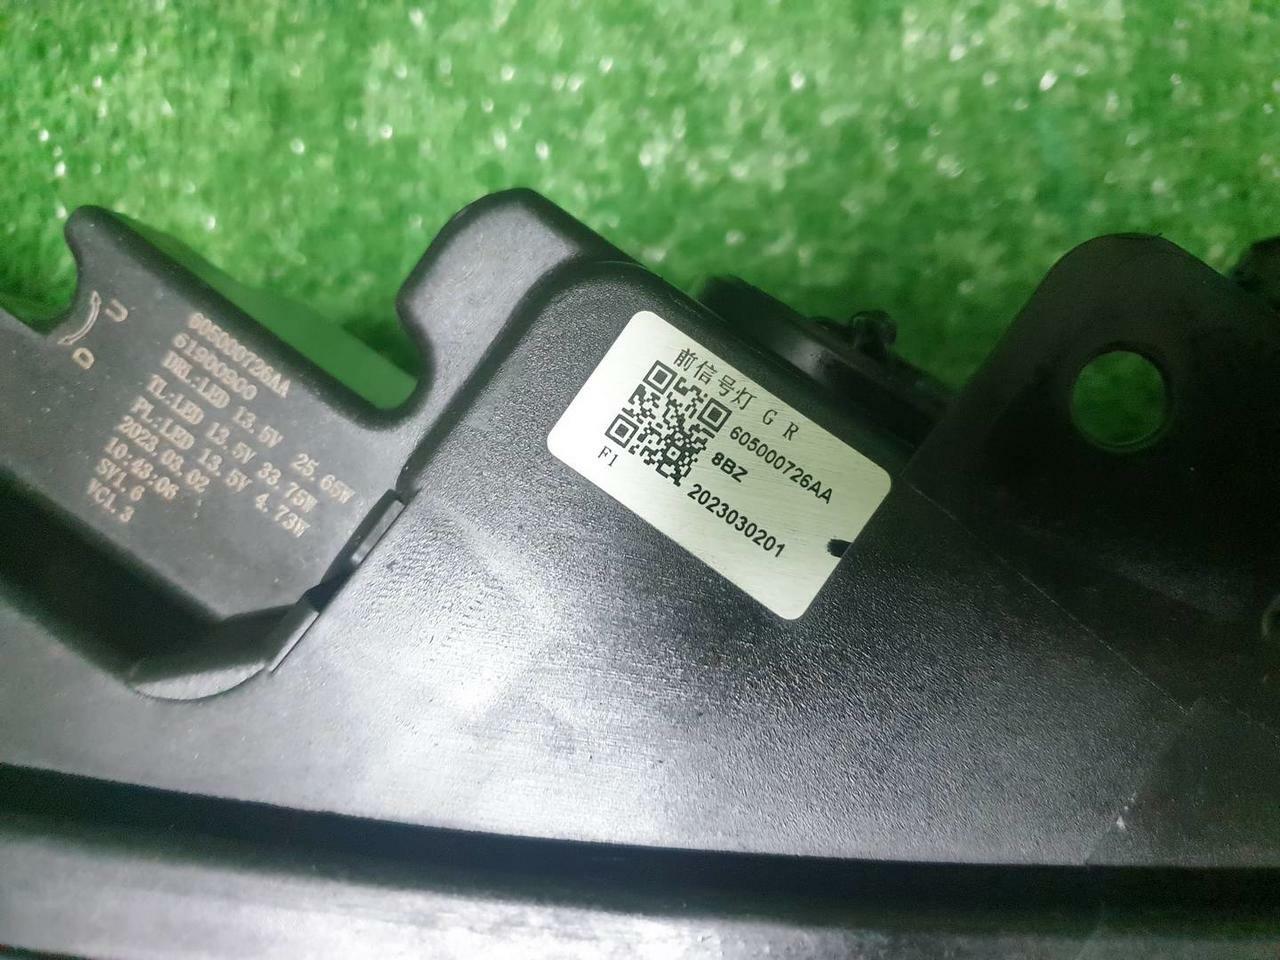 605000726AA
61900900
DRL:LED 13.5V 25.65W
TL:LED 13.5V 33.75W
PL:LED 13.5V 4.73W
2023.03.02
10:43:06
SV1.6
VC1.3
前信号灯 G R
605000726AA
8BZ
F1
2023030201